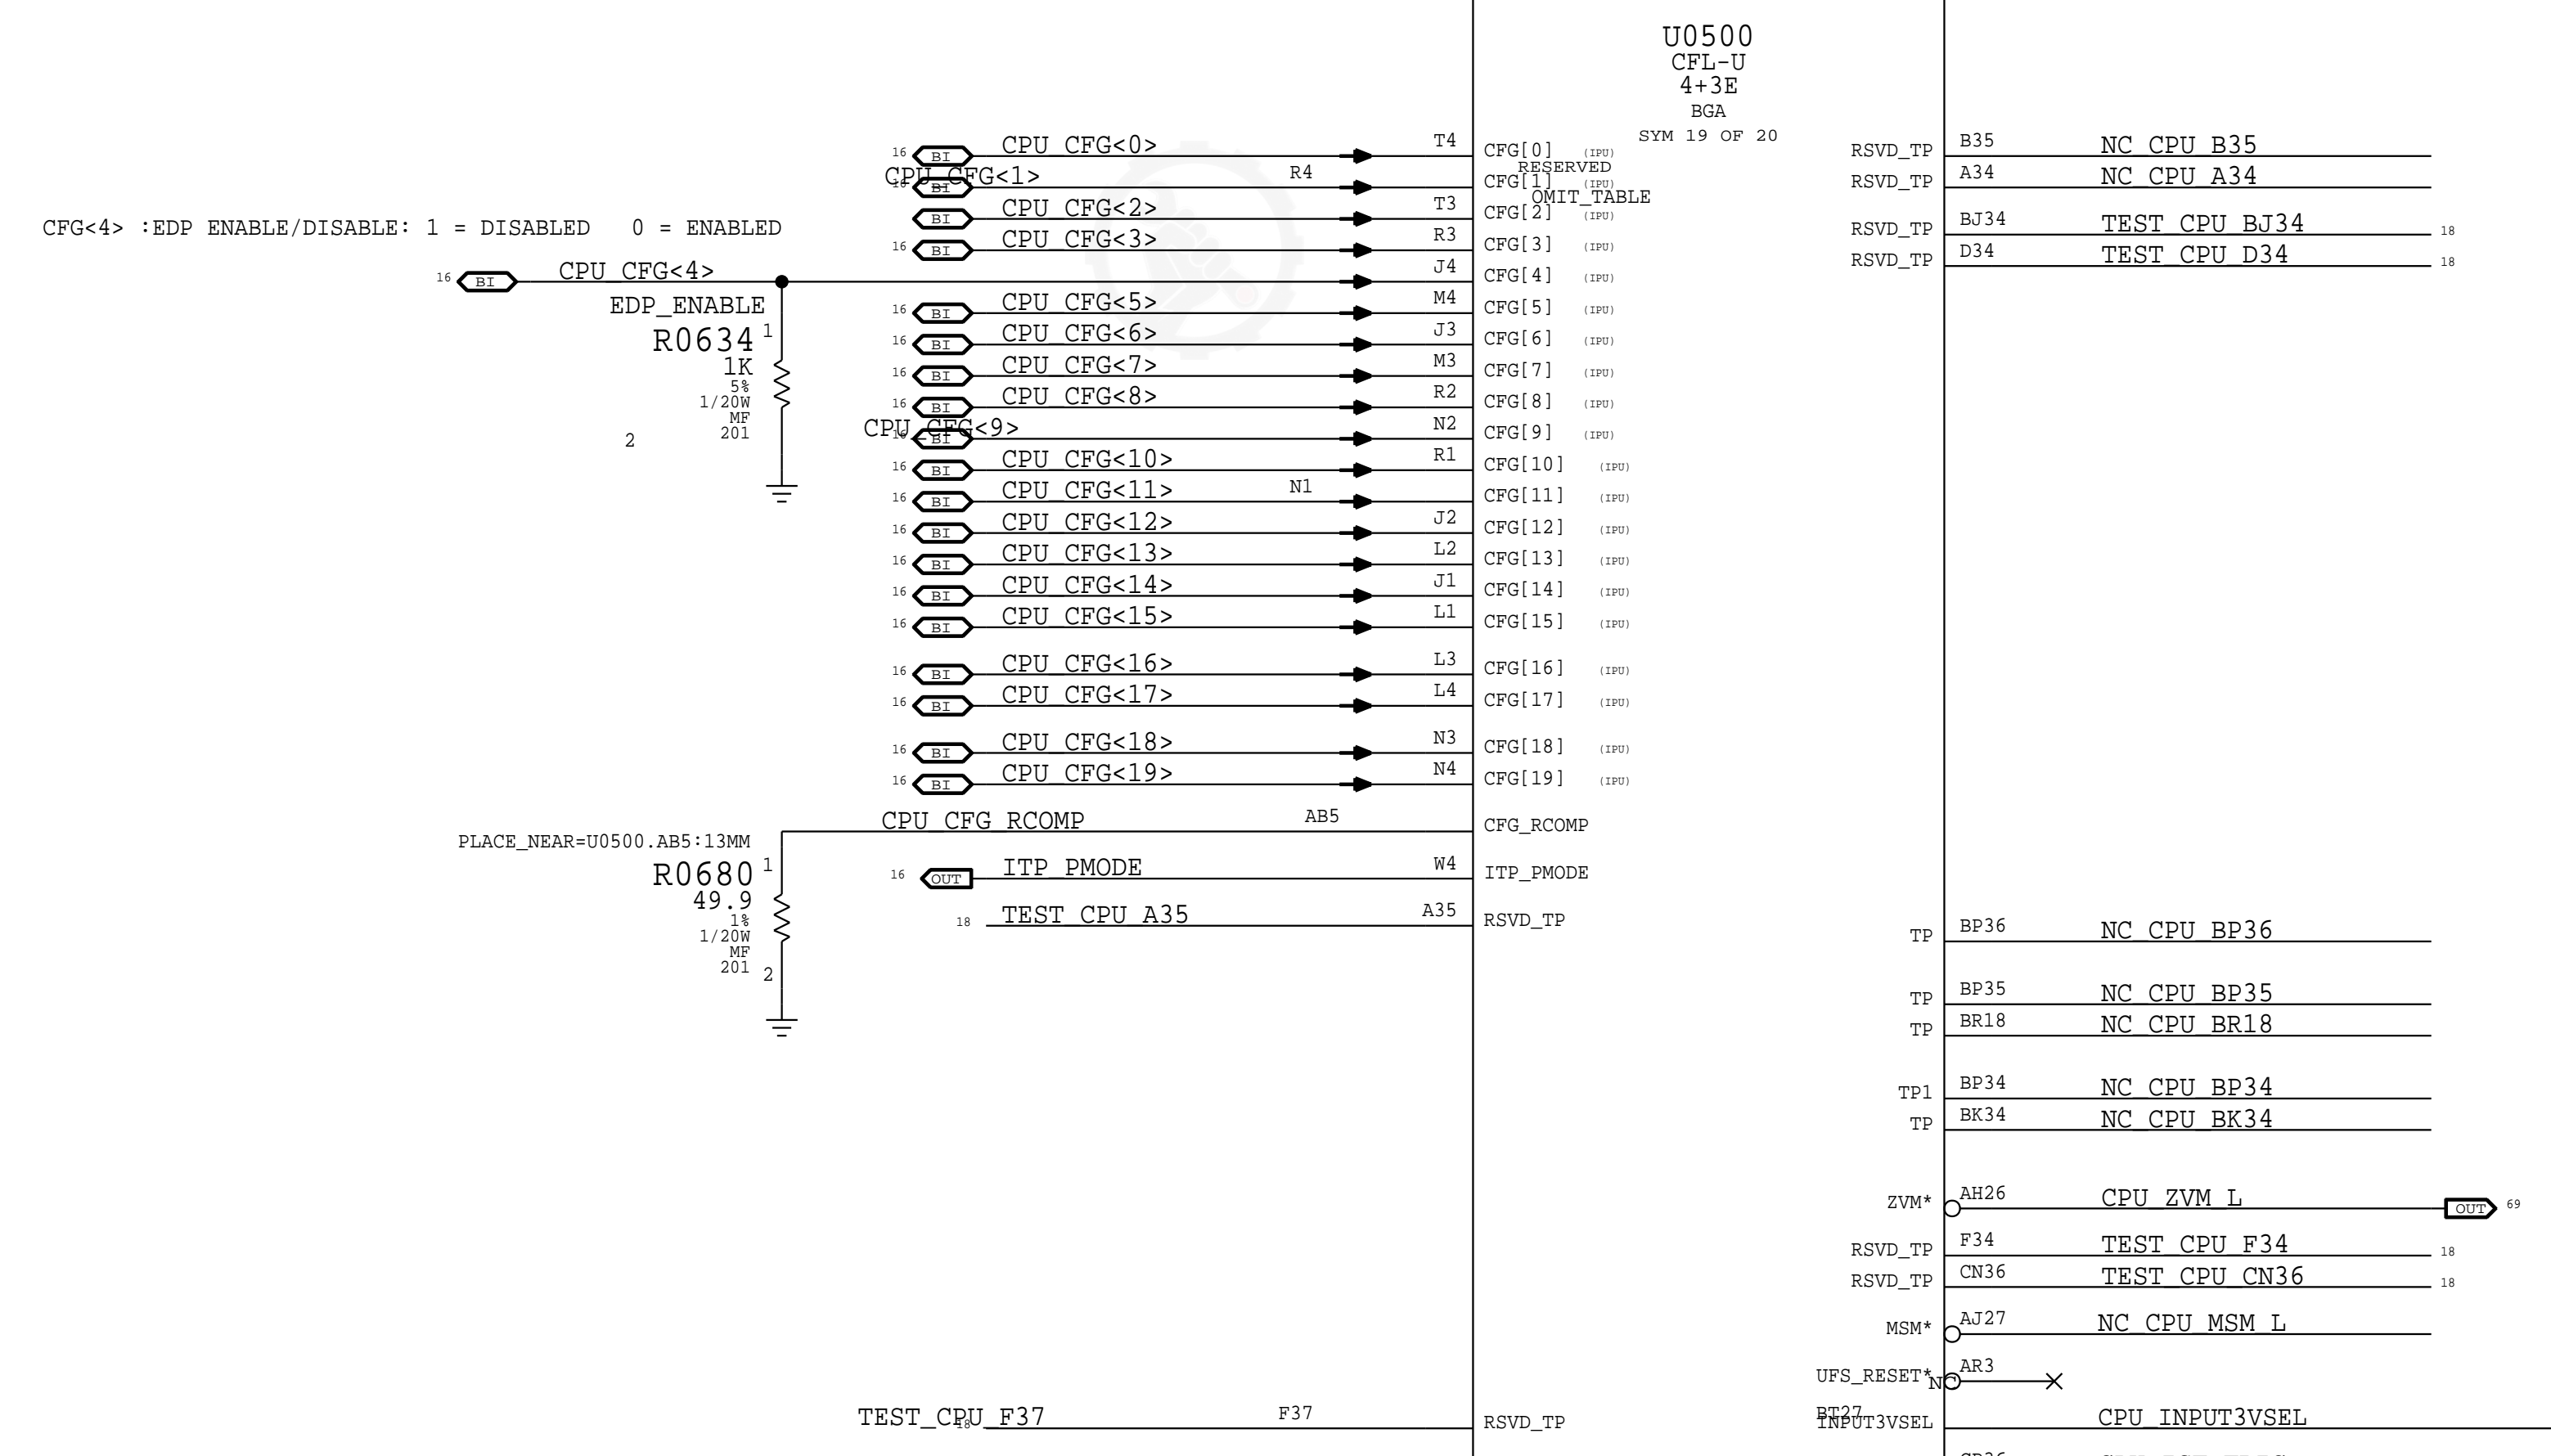 U0500
CFL-U
4+3E
BGA
SYM 19 OF 20
RESERVED
OMIT_TABLE
16 BI CPU_CFG<0> T4 CFG[0] (IPU)
16 BI CPU_CFG<1> R4 CFG[1] (IPU)
BI CPU_CFG<2> T3 CFG[2] (IPU)
16 BI CPU_CFG<3> R3 CFG[3] (IPU)
CFG<4> :EDP ENABLE/DISABLE: 1 = DISABLED 0 = ENABLED
16 BI CPU_CFG<4> J4 CFG[4] (IPU)
EDP_ENABLE
R0634 1
1K
5%
1/20W
MF
201
2
16 BI CPU_CFG<5> M4 CFG[5] (IPU)
16 BI CPU_CFG<6> J3 CFG[6] (IPU)
16 BI CPU_CFG<7> M3 CFG[7] (IPU)
16 BI CPU_CFG<8> R2 CFG[8] (IPU)
16 BI CPU_CFG<9> N2 CFG[9] (IPU)
16 BI CPU_CFG<10> R1 CFG[10] (IPU)
16 BI CPU_CFG<11> N1 CFG[11] (IPU)
16 BI CPU_CFG<12> J2 CFG[12] (IPU)
16 BI CPU_CFG<13> L2 CFG[13] (IPU)
16 BI CPU_CFG<14> J1 CFG[14] (IPU)
16 BI CPU_CFG<15> L1 CFG[15] (IPU)
16 BI CPU_CFG<16> L3 CFG[16] (IPU)
16 BI CPU_CFG<17> L4 CFG[17] (IPU)
16 BI CPU_CFG<18> N3 CFG[18] (IPU)
16 BI CPU_CFG<19> N4 CFG[19] (IPU)
CPU_CFG_RCOMP AB5 CFG_RCOMP
PLACE_NEAR=U0500.AB5:13MM
R0680 1
49.9
1%
1/20W
MF
201 2
16 OUT ITP_PMODE W4 ITP_PMODE
18 TEST_CPU_A35 A35 RSVD_TP
TEST_CPU_F37 18 F37 RSVD_TP
RSVD_TP B35 NC_CPU_B35
RSVD_TP A34 NC_CPU_A34
RSVD_TP BJ34 TEST_CPU_BJ34 18
RSVD_TP D34 TEST_CPU_D34 18
TP BP36 NC_CPU_BP36
TP BP35 NC_CPU_BP35
TP BR18 NC_CPU_BR18
TP1 BP34 NC_CPU_BP34
TP BK34 NC_CPU_BK34
ZVM* AH26 CPU_ZVM_L OUT 69
RSVD_TP F34 TEST_CPU_F34 18
RSVD_TP CN36 TEST_CPU_CN36 18
MSM* AJ27 NC_CPU_MSM_L
UFS_RESET* NC AR3
INPUT3VSEL BT27 CPU_INPUT3VSEL